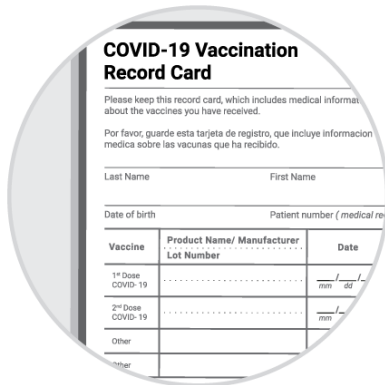 COVID-19 Vaccination
Record Card
Please keep this record card, which includes medical
about the vaccines you have received.
Por favor, guarde esta tarjeta de registro, que incluye informacion
medica sobre las vacunas que ha recibido.
Last Name First Name
Date of birth Patient number ( medical
Vaccine Product Name/ Manufacturer Date
Lot Number
1st Dose
COVID- 19
mm dd
2nd Dose
COVID- 19
mm
Other
Other